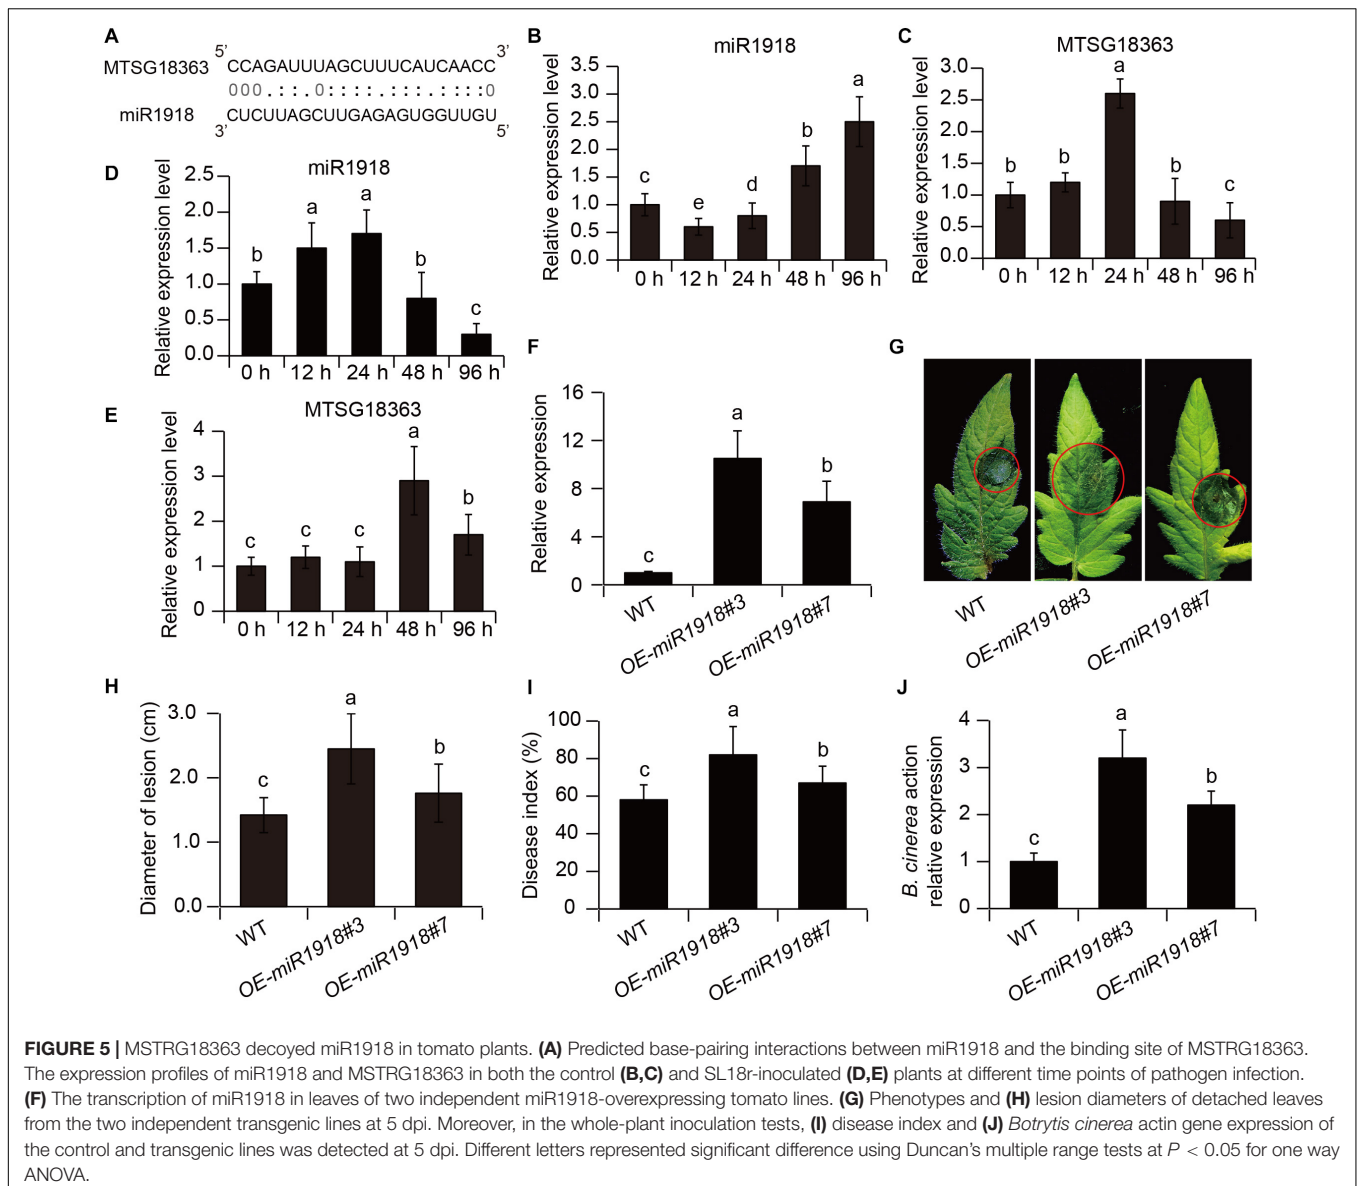 A
5’ 3’
MTSG18363 CCAGAUUUAGCUUUCAUCAACC
000.::.0::::.:::.::::0
miR1918 CUCUUAGCUUGAGAGUGGUUGU
3’ 5’
B
miR1918
Relative expression level
3.5
3.0
2.5
2.0
1.5
1.0
0.5
0.0
c e d b a
0 h 12 h 24 h 48 h 96 h
C
MTSG18363
Relative expression level
3.0
2.5
2.0
1.5
1.0
0.5
0.0
b b a b c
0 h 12 h 24 h 48 h 96 h
D
miR1918
Relative expression level
2.5
2.0
1.5
1.0
0.5
0.0
b a a b c
0 h 12 h 24 h 48 h 96 h
E
MTSG18363
Relative expression level
4
3
2
1
0
c c c a b
0 h 12 h 24 h 48 h 96 h
F
Relative expression
16
12
8
4
0
c a b
WT OE-miR1918#3 OE-miR1918#7
G
WT OE-miR1918#3 OE-miR1918#7
H
Diameter of lesion (cm)
3.0
2.0
1.0
0.0
c a b
WT OE-miR1918#3 OE-miR1918#7
I
Disease index (%)
100
80
60
40
20
0
c a b
WT OE-miR1918#3 OE-miR1918#7
J
B. cinerea action
relative expression
4
3
2
1
0
c a b
WT OE-miR1918#3 OE-miR1918#7
FIGURE 5 | MSTRG18363 decoyed miR1918 in tomato plants. (A) Predicted base-pairing interactions between miR1918 and the binding site of MSTRG18363.
The expression profiles of miR1918 and MSTRG18363 in both the control (B,C) and SL18r-inoculated (D,E) plants at different time points of pathogen infection.
(F) The transcription of miR1918 in leaves of two independent miR1918-overexpressing tomato lines. (G) Phenotypes and (H) lesion diameters of detached leaves
from the two independent transgenic lines at 5 dpi. Moreover, in the whole-plant inoculation tests, (I) disease index and (J) Botrytis cinerea actin gene expression of
the control and transgenic lines was detected at 5 dpi. Different letters represented significant difference using Duncan’s multiple range tests at P < 0.05 for one way
ANOVA.